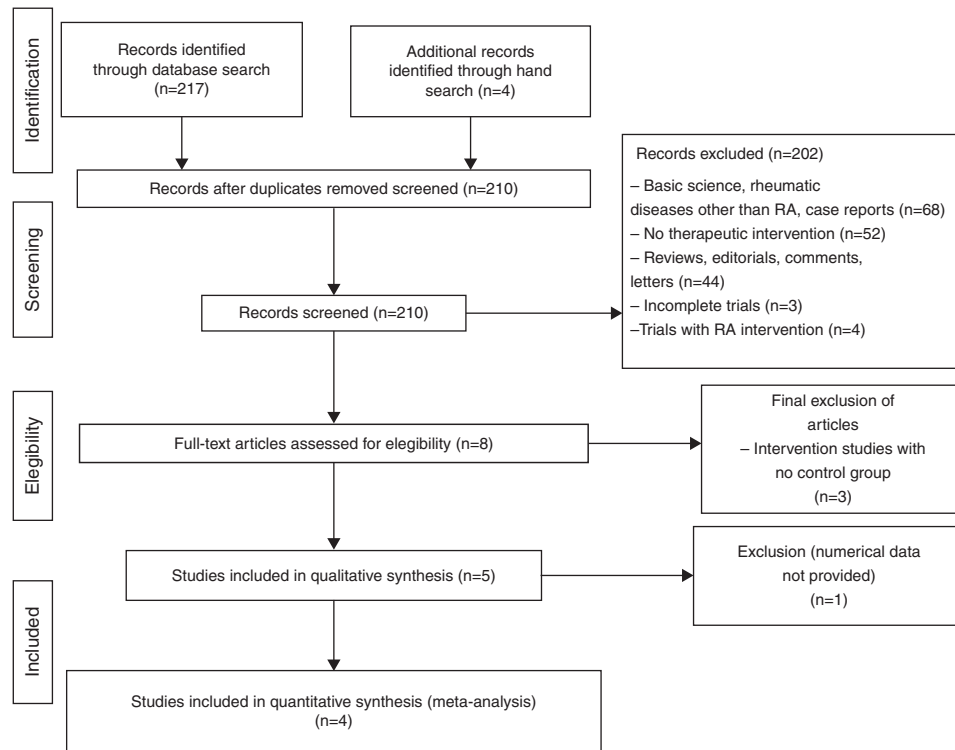 Identification
Records identified
through database search
(n=217)
Additional records
identified through hand
search (n=4)
Records after duplicates removed screened (n=210)
Screening
Records screened (n=210)
Records excluded (n=202)
– Basic science, rheumatic
diseases other than RA, case reports (n=68)
– No therapeutic intervention (n=52)
– Reviews, editorials, comments,
letters (n=44)
– Incomplete trials (n=3)
–Trials with RA intervention (n=4)
Elegibility
Full-text articles assessed for elegibility (n=8)
Final exclusion of
articles
– Intervention studies with
no control group
(n=3)
Included
Studies included in qualitative synthesis (n=5)
Exclusion (numerical data
not provided)
(n=1)
Studies included in quantitative synthesis (meta-analysis)
(n=4)